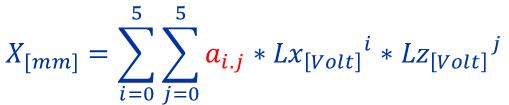 X[mm] = ∑_{i=0}^{5} ∑_{j=0}^{5} a_{i.j} * Lx[Volt]^i * Lz[Volt]^j